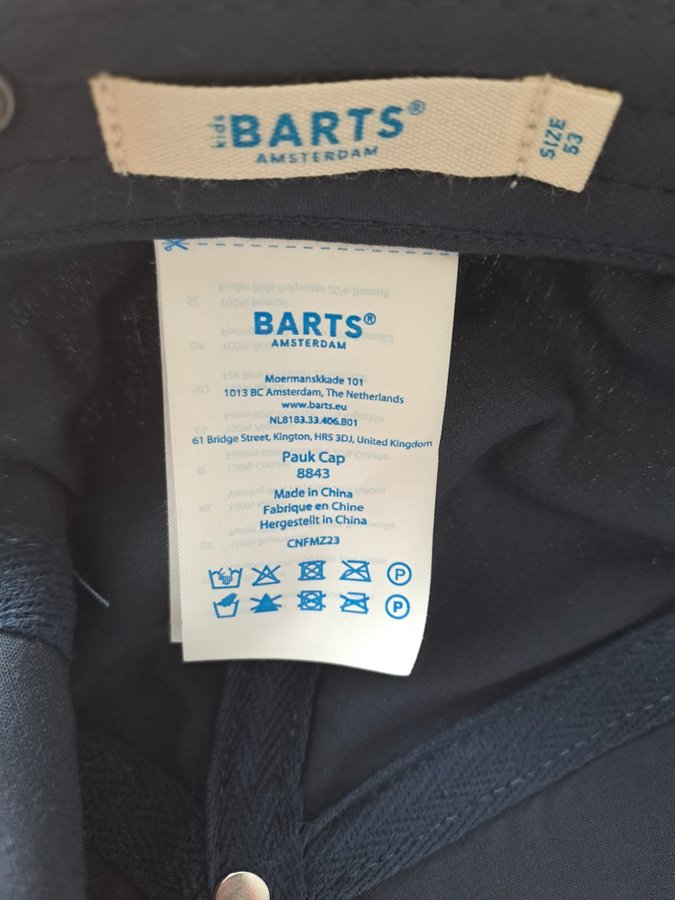 kids BARTS®
AMSTERDAM
SIZE
53
BARTS®
AMSTERDAM
Moermanskkade 101
1013 BC Amsterdam, The Netherlands
www.barts.eu
NL8183.33.406.B01
61 Bridge Street, Kington, HR5 3DJ, United Kingdom
Pauk Cap
8843
Made in China
Fabrique en Chine
Hergestellt in China
CNFMZ23
P
P